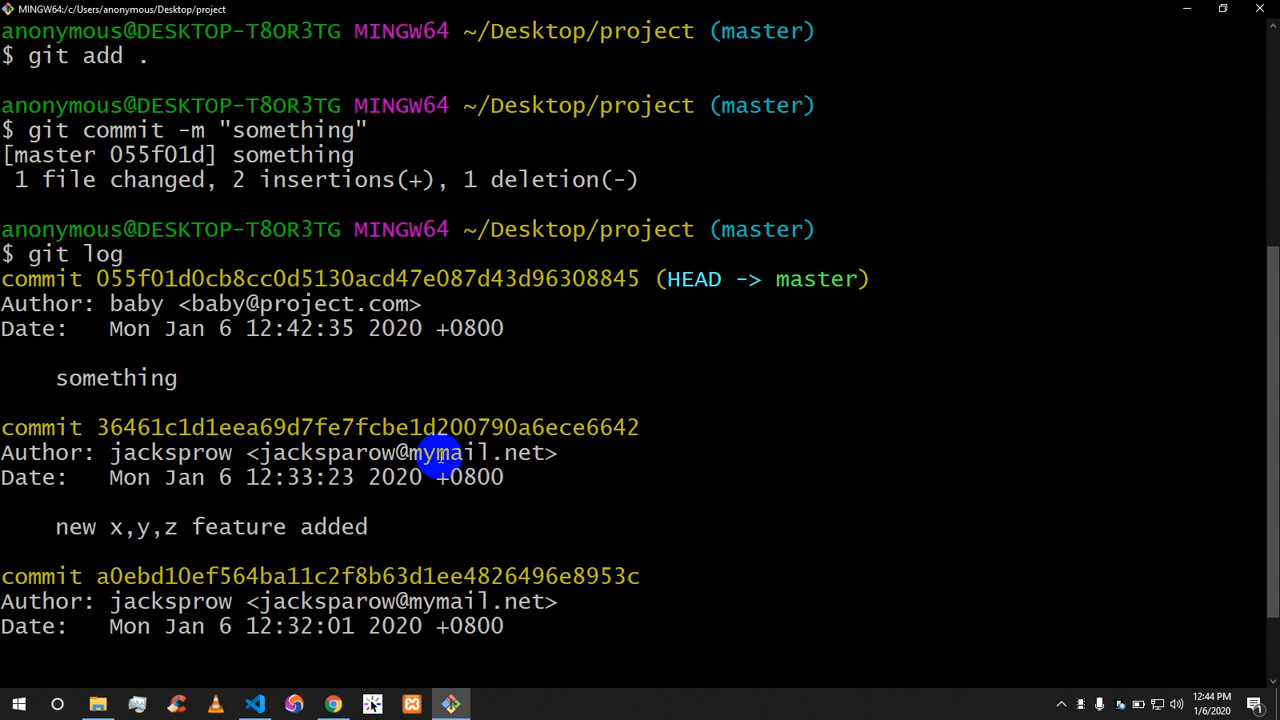 MINGW64:/c/Users/anonymous/Desktop/project
anonymous@DESKTOP-T8OR3TG MINGW64 ~/Desktop/project (master)
$ git add .
anonymous@DESKTOP-T8OR3TG MINGW64 ~/Desktop/project (master)
$ git commit -m "something"
[master 055f01d] something
 1 file changed, 2 insertions(+), 1 deletion(-)
anonymous@DESKTOP-T8OR3TG MINGW64 ~/Desktop/project (master)
$ git log
commit 055f01d0cb8cc0d5130acd47e087d43d96308845 (HEAD -> master)
Author: baby <baby@project.com>
Date:   Mon Jan 6 12:42:35 2020 +0800
    something
commit 36461c1d1eea69d7fe7fcbe1d200790a6ece6642
Author: jacksprow <jacksparow@mymail.net>
Date:   Mon Jan 6 12:33:23 2020 +0800
    new x,y,z feature added
commit a0ebd10ef564ba11c2f8b63d1ee4826496e8953c
Author: jacksprow <jacksparow@mymail.net>
Date:   Mon Jan 6 12:32:01 2020 +0800
12:44 PM
1/6/2020